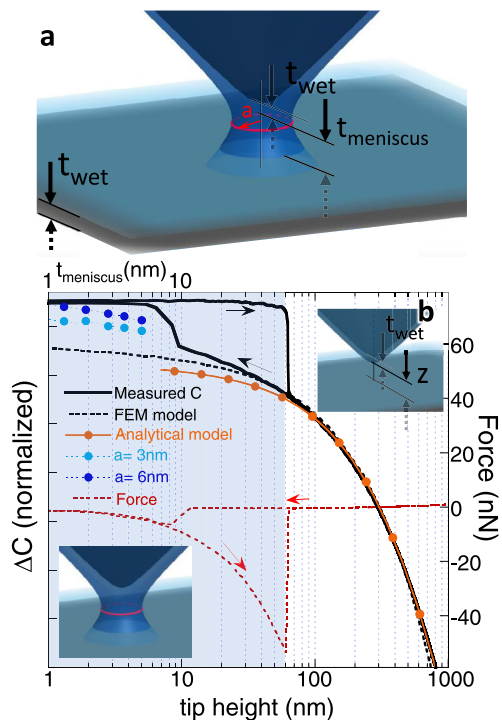 a
t_wet
a
t_meniscus
t_wet
1 t_meniscus(nm) 10
b
t_wet
z
60
40
20
0
-20
-40
Force (nN)
ΔC (normalized)
Measured C
FEM model
Analytical model
a= 3nm
a= 6nm
Force
1 10 100 1000
tip height (nm)